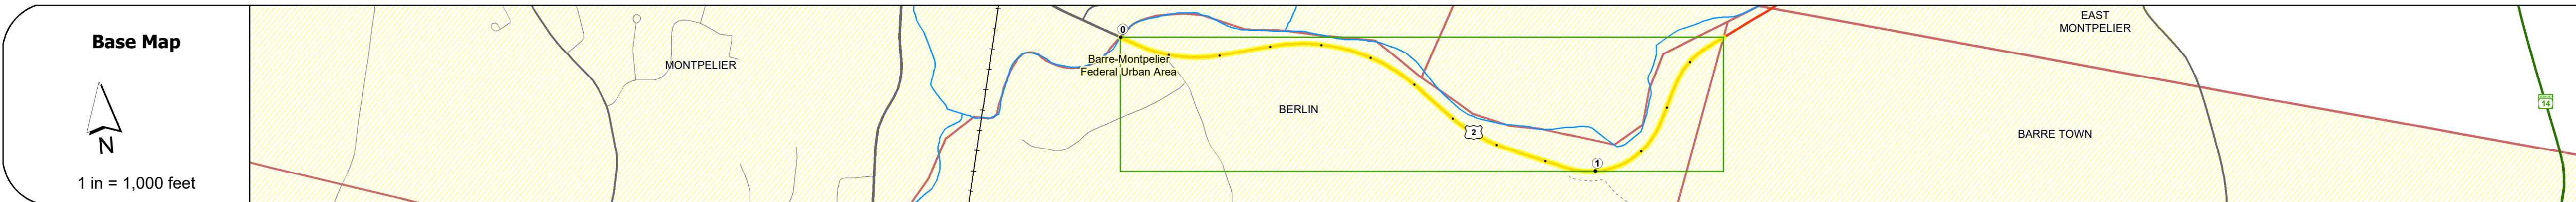 Base Map
N
1 in = 1,000 feet
MONTPELIER
0
Barre-Montpelier
Federal Urban Area
BERLIN
2
1
EAST
MONTPELIER
BARRE TOWN
14